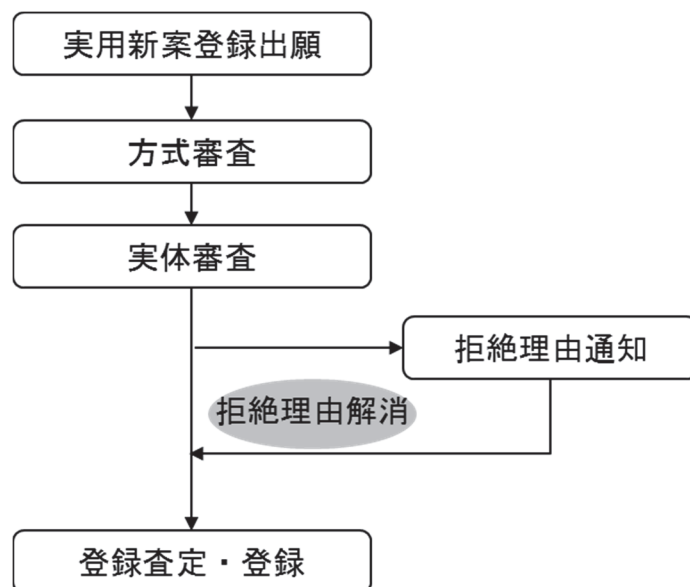 実用新案登録出願
方式審査
実体審査
拒絶理由通知
拒絶理由解消
登録査定・登録